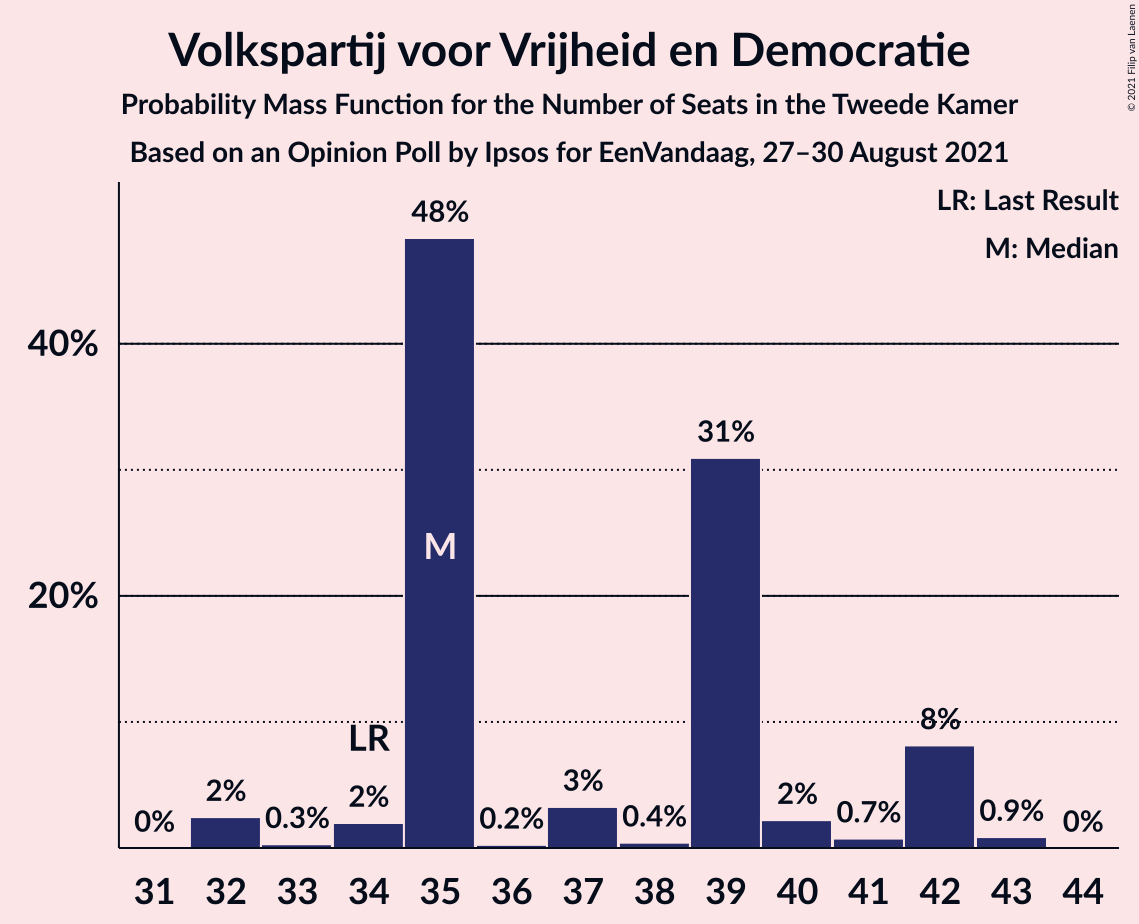 Volkspartij voor Vrijheid en Democratie
Probability Mass Function for the Number of Seats in the Tweede Kamer
Based on an Opinion Poll by Ipsos for EenVandaag, 27–30 August 2021
© 2021 Filip van Laenen
LR: Last Result
M: Median
40%
20%
0%
2%
0.3%
LR
2%
48%
M
0.2%
3%
0.4%
31%
2%
0.7%
8%
0.9%
0%
31 32 33 34 35 36 37 38 39 40 41 42 43 44